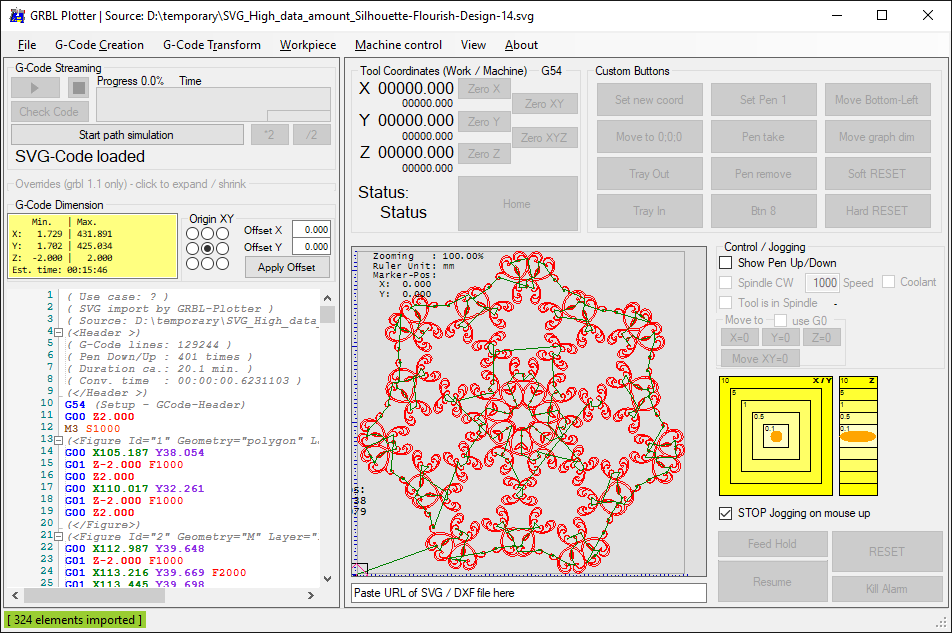 GRBL Plotter | Source: D:\temporary\SVG_High_data_amount_Silhouette-Flourish-Design-14.svg
File G-Code Creation G-Code Transform Workpiece Machine control View About
G-Code Streaming
Progress 0.0% Time
Check Code
Start path simulation *2 /2
SVG-Code loaded
Overrides (grbl 1.1 only) - click to expand / shrink
G-Code Dimension
Min. | Max.
X: 1.729 | 431.891
Y: 1.702 | 425.034
Z: -2.000 | 2.000
Est. time: 00:15:46
Origin XY
Offset X 0.000
Offset Y 0.000
Apply Offset
1 ( Use case: ? )
2 ( SVG import by GRBL-Plotter )
3 ( Source: D:\temporary\SVG_High_data_
4 (<Header >)
5 ( G-Code lines: 129244 )
6 ( Pen Down/Up : 401 times )
7 ( Duration ca.: 20.1 min. )
8 ( Conv. time : 00:00:00.6231103 )
9 (</Header >)
10 G54 (Setup - GCode-Header)
11 G00 Z2.000
12 M3 S1000
13 (<Figure Id="1" Geometry="polygon" La
14 G00 X105.187 Y38.054
15 G01 Z-2.000 F1000
16 G00 Z2.000
17 G00 X110.017 Y32.261
18 G01 Z-2.000 F1000
19 G00 Z2.000
20 (</Figure>)
21 (<Figure Id="2" Geometry="M" Layer="
22 G00 X112.987 Y39.648
23 G01 Z-2.000 F1000
24 G01 X113.216 Y39.669 F2000
25 G01 X113.445 Y39.698
[ 324 elements imported ]
Tool Coordinates (Work / Machine) G54
X 00000.000 Zero X
00000.000 Zero XY
Y 00000.000 Zero Y
00000.000 Zero XYZ
Z 00000.000 Zero Z
00000.000
Status:
Status
Home
Custom Buttons
Set new coord Set Pen 1 Move Bottom-Left
Move to 0;0;0 Pen take Move graph dim
Tray Out Pen remove Soft RESET
Tray In Btn 8 Hard RESET
Zooming : 100.00%
Ruler Unit: mm
Marker-Pos:
X: 0.000
Y: 0.000
5:
38
79
Paste URL of SVG / DXF file here
Control / Jogging
Show Pen Up/Down
Spindle CW 1000 Speed Coolant
Tool is in Spindle -
Move to use G0
X=0 Y=0 Z=0
Move XY=0
10 X/Y 10 Z
5 5
1 1
0.5 0.5
0.1 0.1
STOP Jogging on mouse up
Feed Hold RESET
Resume Kill Alarm